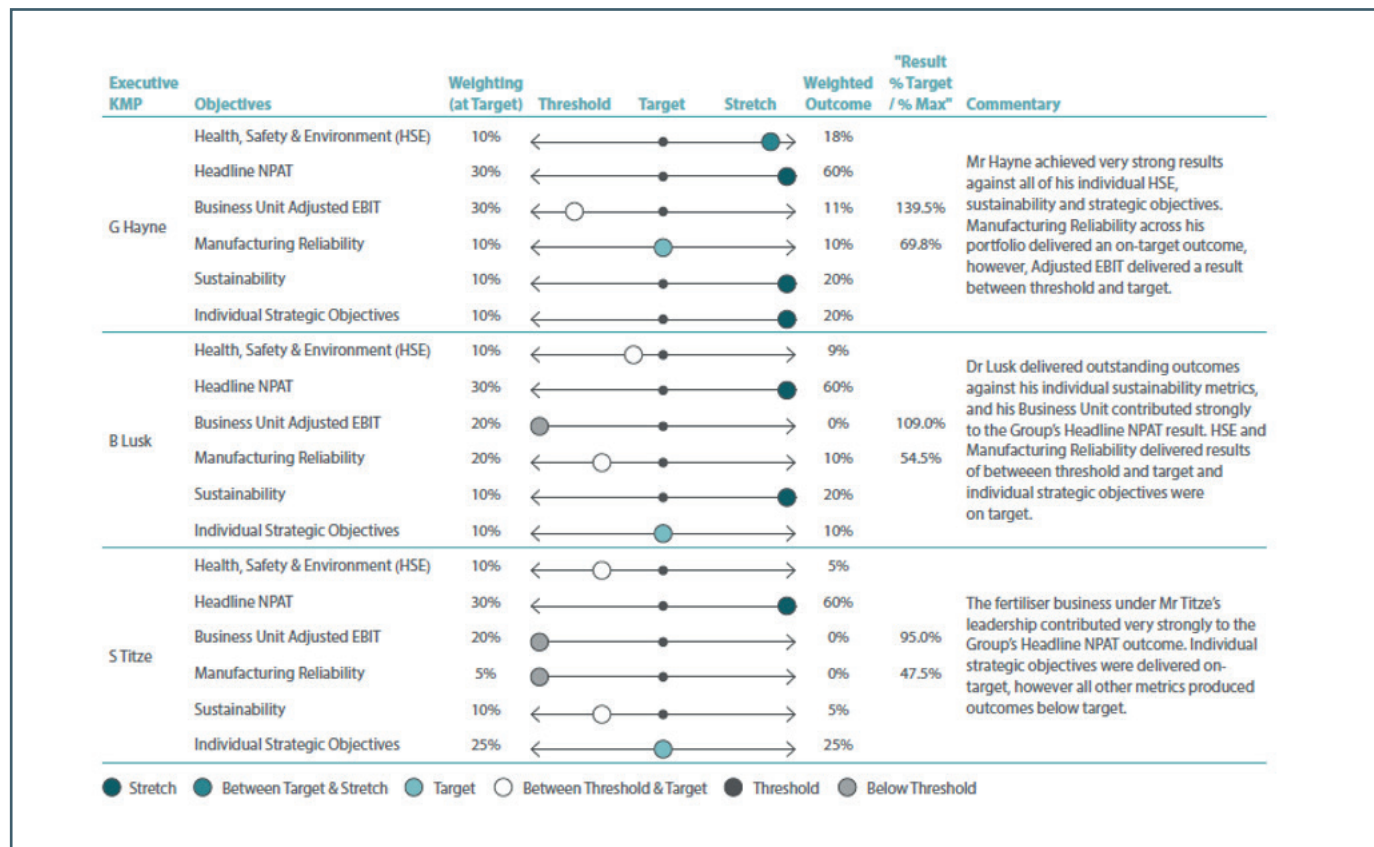 Executive KMP Objectives Weighting (at Target) Threshold Target Stretch Weighted Outcome "Result % Target / % Max" Commentary
G Hayne
Health, Safety & Environment (HSE) 10% 18%
Headline NPAT 30% 60%
Business Unit Adjusted EBIT 30% 11% 139.5%
Manufacturing Reliability 10% 10% 69.8%
Sustainability 10% 20%
Individual Strategic Objectives 10% 20%
Mr Hayne achieved very strong results
against all of his individual HSE,
sustainability and strategic objectives.
Manufacturing Reliability across his
portfolio delivered an on-target outcome,
however, Adjusted EBIT delivered a result
between threshold and target.
B Lusk
Health, Safety & Environment (HSE) 10% 9%
Headline NPAT 30% 60%
Business Unit Adjusted EBIT 20% 0% 109.0%
Manufacturing Reliability 20% 10% 54.5%
Sustainability 10% 20%
Individual Strategic Objectives 10% 10%
Dr Lusk delivered outstanding outcomes
against his individual sustainability metrics,
and his Business Unit contributed strongly
to the Group's Headline NPAT result. HSE and
Manufacturing Reliability delivered results
of betweeen threshold and target and
individual strategic objectives were
on target.
S Titze
Health, Safety & Environment (HSE) 10% 5%
Headline NPAT 30% 60%
Business Unit Adjusted EBIT 20% 0% 95.0%
Manufacturing Reliability 5% 0% 47.5%
Sustainability 10% 5%
Individual Strategic Objectives 25% 25%
The fertiliser business under Mr Titze's
leadership contributed very strongly to the
Group's Headline NPAT outcome. Individual
strategic objectives were delivered on-
target, however all other metrics produced
outcomes below target.
Stretch Between Target & Stretch Target Between Threshold & Target Threshold Below Threshold